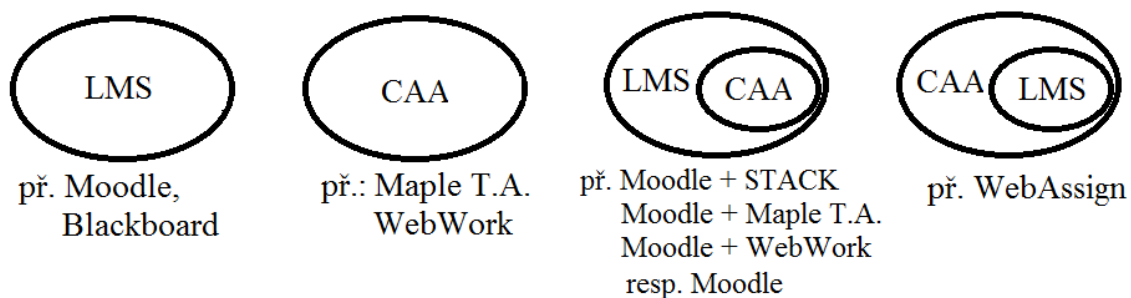 LMS
př. Moodle,
Blackboard
CAA
př.: Maple T.A.
WebWork
LMS CAA
př. Moodle + STACK
Moodle + Maple T.A.
Moodle + WebWork
resp. Moodle
CAA LMS
př. WebAssign